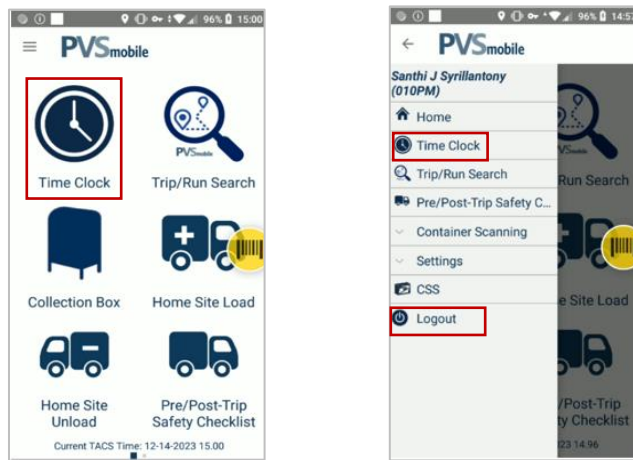 96% 15:00
PVSmobile
PVSmobile
Time Clock
Trip/Run Search
Collection Box
Home Site Load
Home Site
Unload
Pre/Post-Trip
Safety Checklist
Current TACS Time: 12-14-2023 15.00
96% 14:57
PVSmobile
Santhi J Syrillantony
(010PM)
Home
Time Clock
Trip/Run Search
Pre/Post-Trip Safety C...
Container Scanning
Settings
CSS
Logout
Run Search
e Site Load
/Post-Trip
ty Checklist
23 14.96